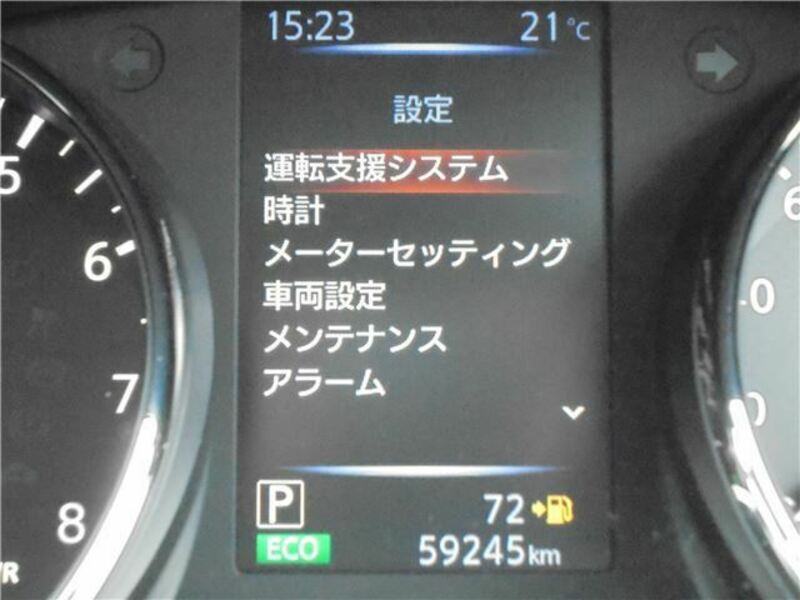 15:23 21℃
設定
運転支援システム
時計
メーターセッティング
車両設定
メンテナンス
アラーム
P 72
ECO 59245km
5
6
7
8
6
0